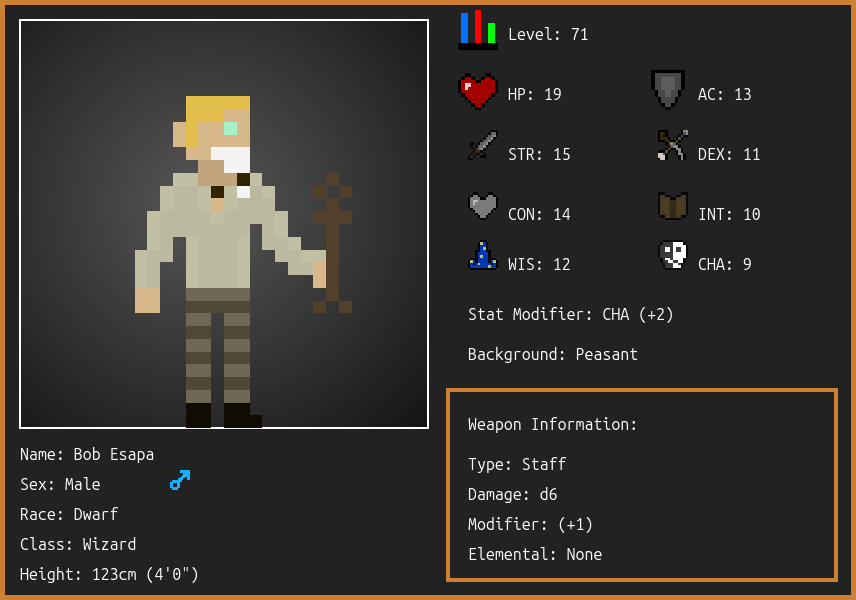 Level: 71
HP: 19
AC: 13
STR: 15
DEX: 11
CON: 14
INT: 10
WIS: 12
CHA: 9
Stat Modifier: CHA (+2)
Background: Peasant
Weapon Information:
Type: Staff
Damage: d6
Modifier: (+1)
Elemental: None
Name: Bob Esapa
Sex: Male
Race: Dwarf
Class: Wizard
Height: 123cm (4'0")